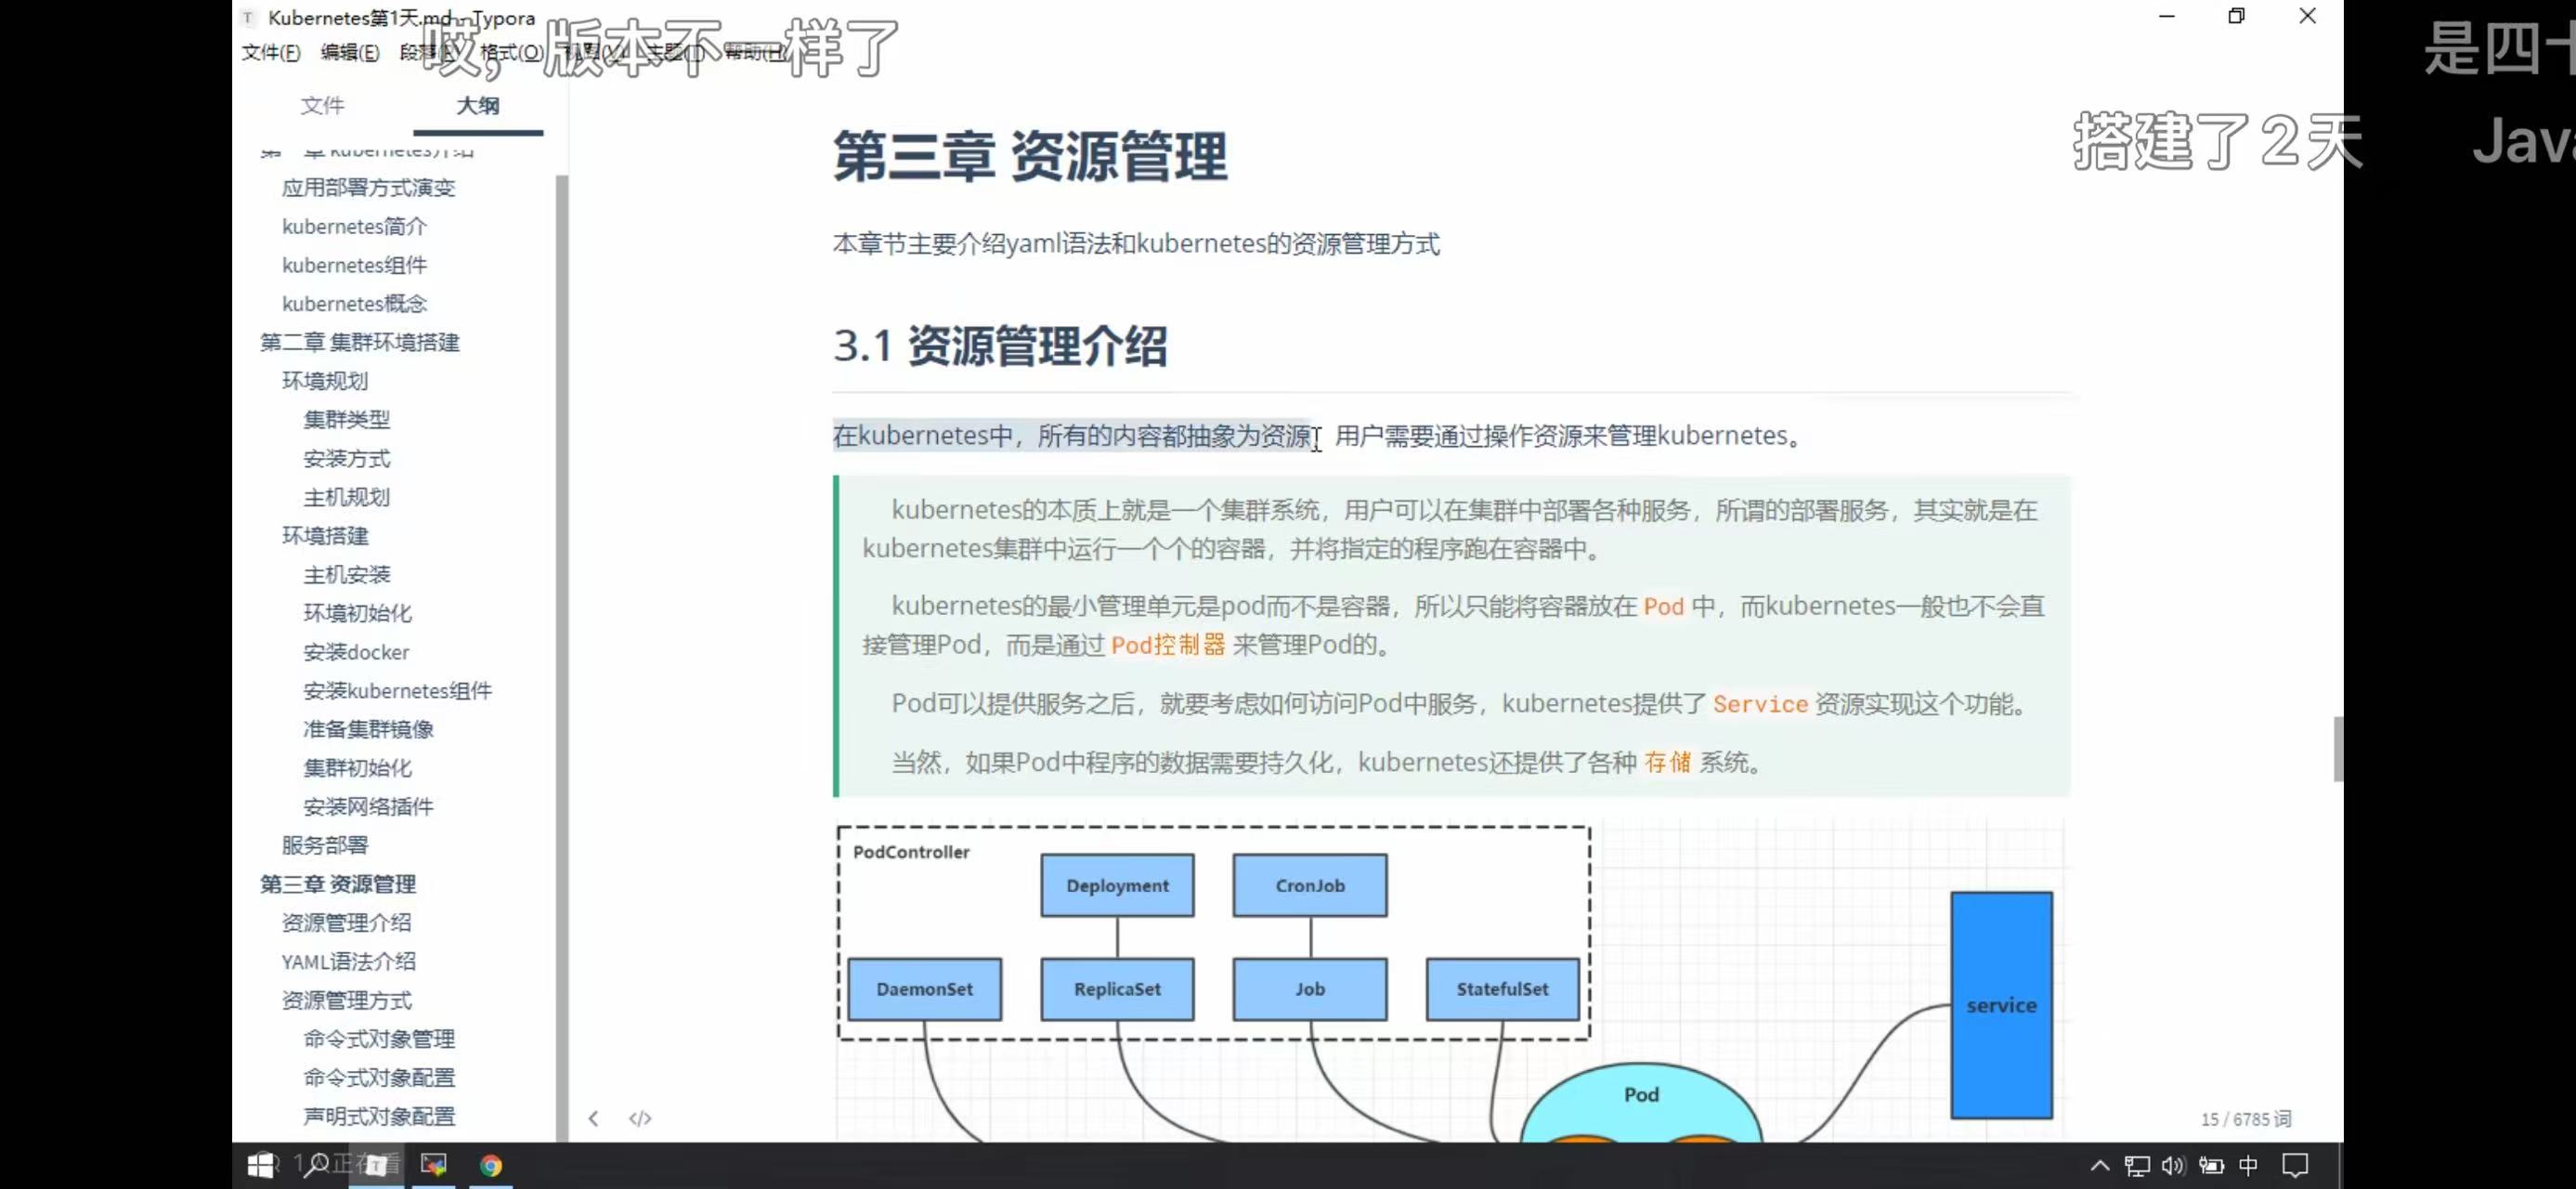 Kubernetes第1天.md - Typora
哎，版本不一样了
是四十
文件(F) 编辑(E) 段落(P) 格式(O) 视图(V) 主题(T) 帮助(H)
搭建了2天
Java
文件
大纲
第一章 kubernetes介绍
应用部署方式演变
kubernetes简介
kubernetes组件
kubernetes概念
第二章 集群环境搭建
环境规划
集群类型
安装方式
主机规划
环境搭建
主机安装
环境初始化
安装docker
安装kubernetes组件
准备集群镜像
集群初始化
安装网络插件
服务部署
第三章 资源管理
资源管理介绍
YAML语法介绍
资源管理方式
命令式对象管理
命令式对象配置
声明式对象配置
第三章 资源管理
本章节主要介绍yaml语法和kubernetes的资源管理方式
3.1 资源管理介绍
在kubernetes中，所有的内容都抽象为资源，用户需要通过操作资源来管理kubernetes。
kubernetes的本质上就是一个集群系统，用户可以在集群中部署各种服务，所谓的部署服务，其实就是在
kubernetes集群中运行一个个的容器，并将指定的程序跑在容器中。
kubernetes的最小管理单元是pod而不是容器，所以只能将容器放在 Pod 中，而kubernetes一般也不会直
接管理Pod，而是通过 Pod控制器 来管理Pod的。
Pod可以提供服务之后，就要考虑如何访问Pod中服务，kubernetes提供了 Service 资源实现这个功能。
当然，如果Pod中程序的数据需要持久化，kubernetes还提供了各种 存储 系统。
PodController
Deployment
CronJob
DaemonSet
ReplicaSet
Job
StatefulSet
service
Pod
</>
15 / 6785 词
正在看
中